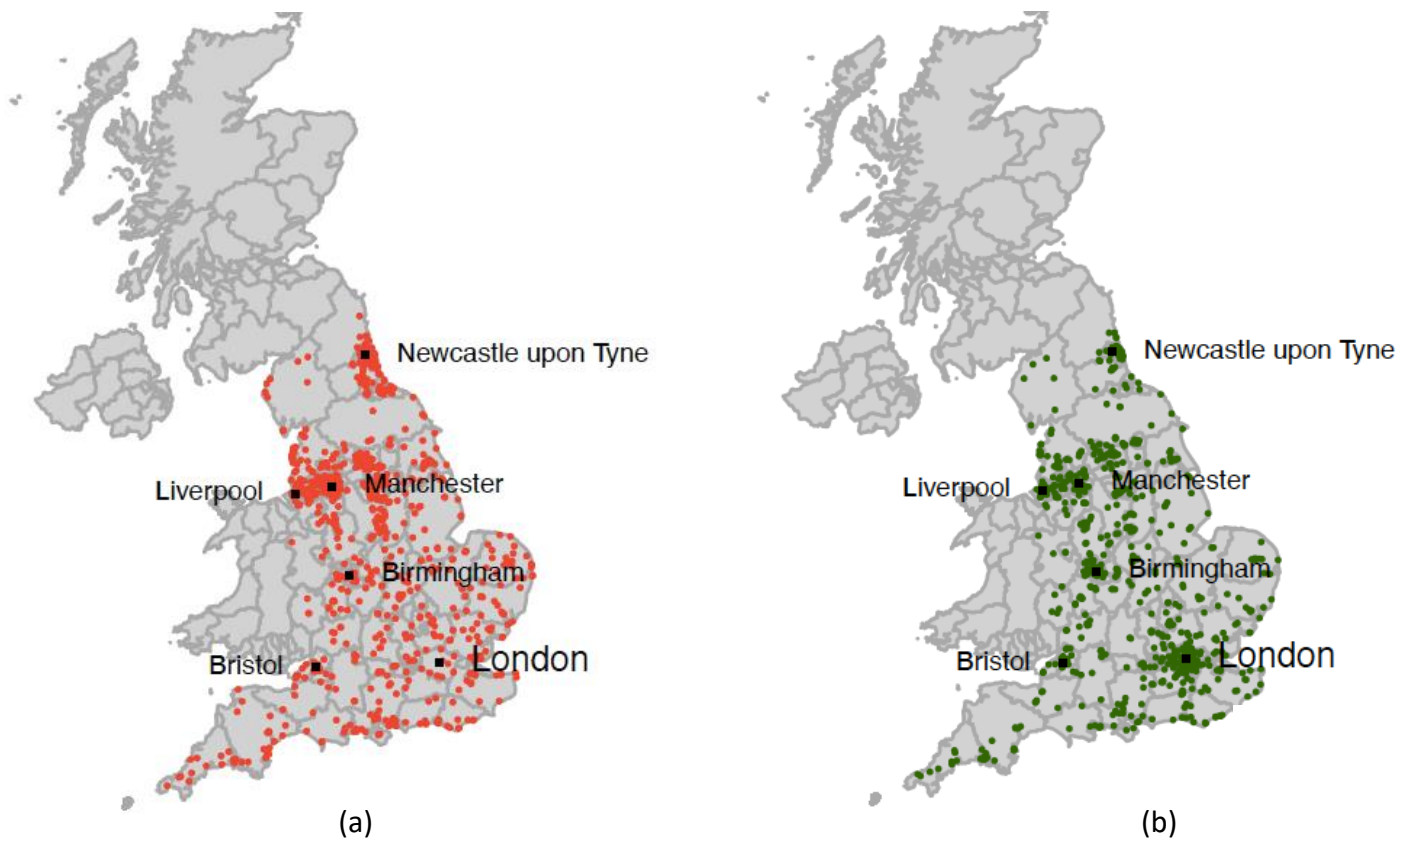 Newcastle upon Tyne
Liverpool
Manchester
Birmingham
Bristol
London
(a)
Newcastle upon Tyne
Liverpool
Manchester
Birmingham
Bristol
London
(b)